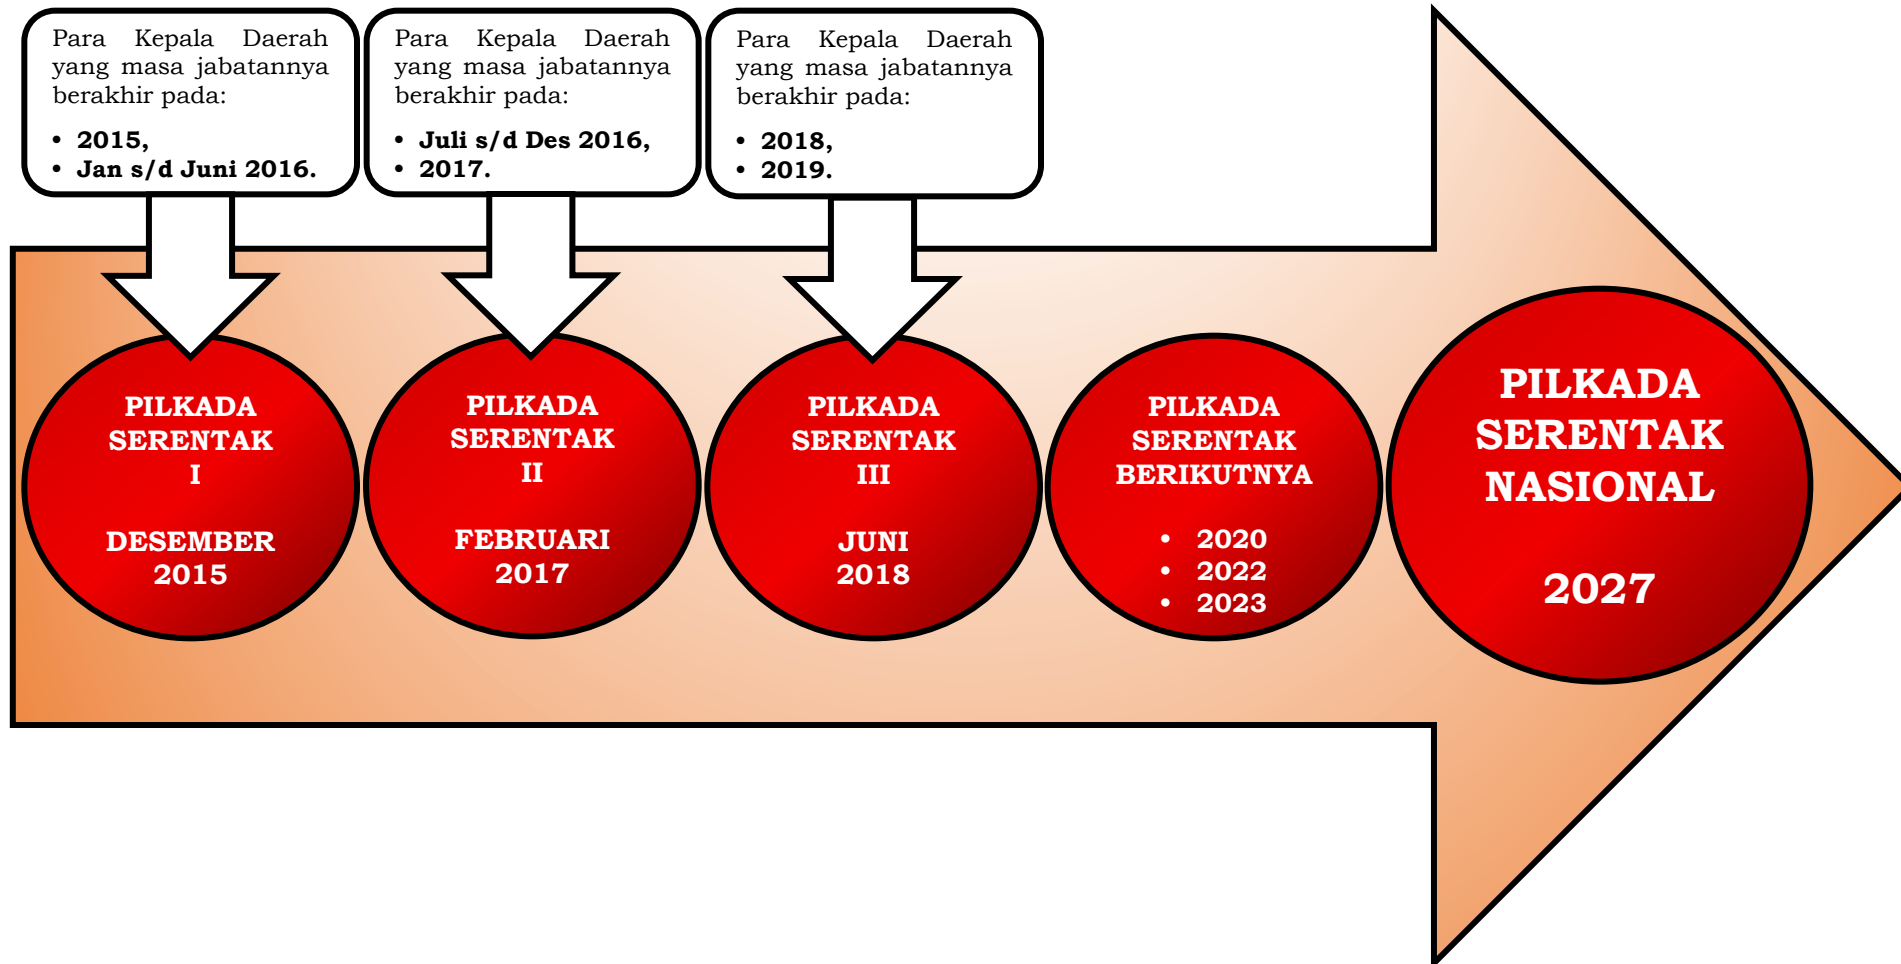 Para Kepala Daerah
yang masa jabatannya
berakhir pada:
• 2015,
• Jan s/d Juni 2016.
Para Kepala Daerah
yang masa jabatannya
berakhir pada:
• Juli s/d Des 2016,
• 2017.
Para Kepala Daerah
yang masa jabatannya
berakhir pada:
• 2018,
• 2019.
PILKADA
SERENTAK
I
DESEMBER
2015
PILKADA
SERENTAK
II
FEBRUARI
2017
PILKADA
SERENTAK
III
JUNI
2018
PILKADA
SERENTAK
BERIKUTNYA
• 2020
• 2022
• 2023
PILKADA
SERENTAK
NASIONAL
2027